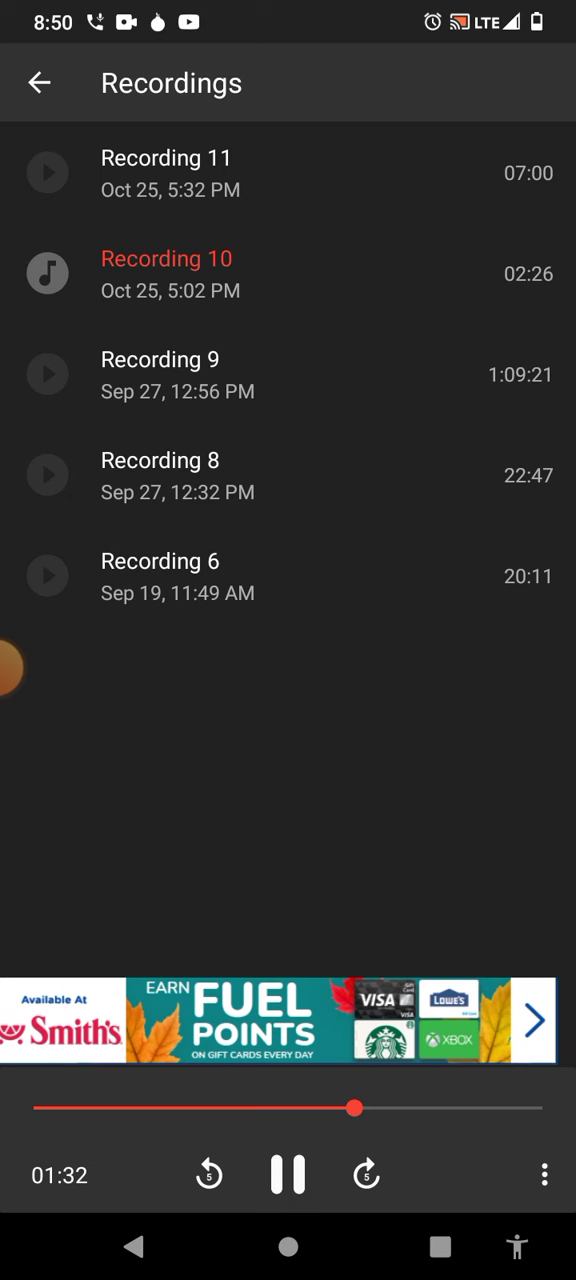 8:50
LTE
Recordings
Recording 11
Oct 25, 5:32 PM
07:00
Recording 10
Oct 25, 5:02 PM
02:26
Recording 9
Sep 27, 12:56 PM
1:09:21
Recording 8
Sep 27, 12:32 PM
22:47
Recording 6
Sep 19, 11:49 AM
20:11
Available At
Smith's
EARN FUEL
POINTS
ON GIFT CARDS EVERY DAY
VISA
Gift Card
VISA
LOWE'S
XBOX
01:32
5
5